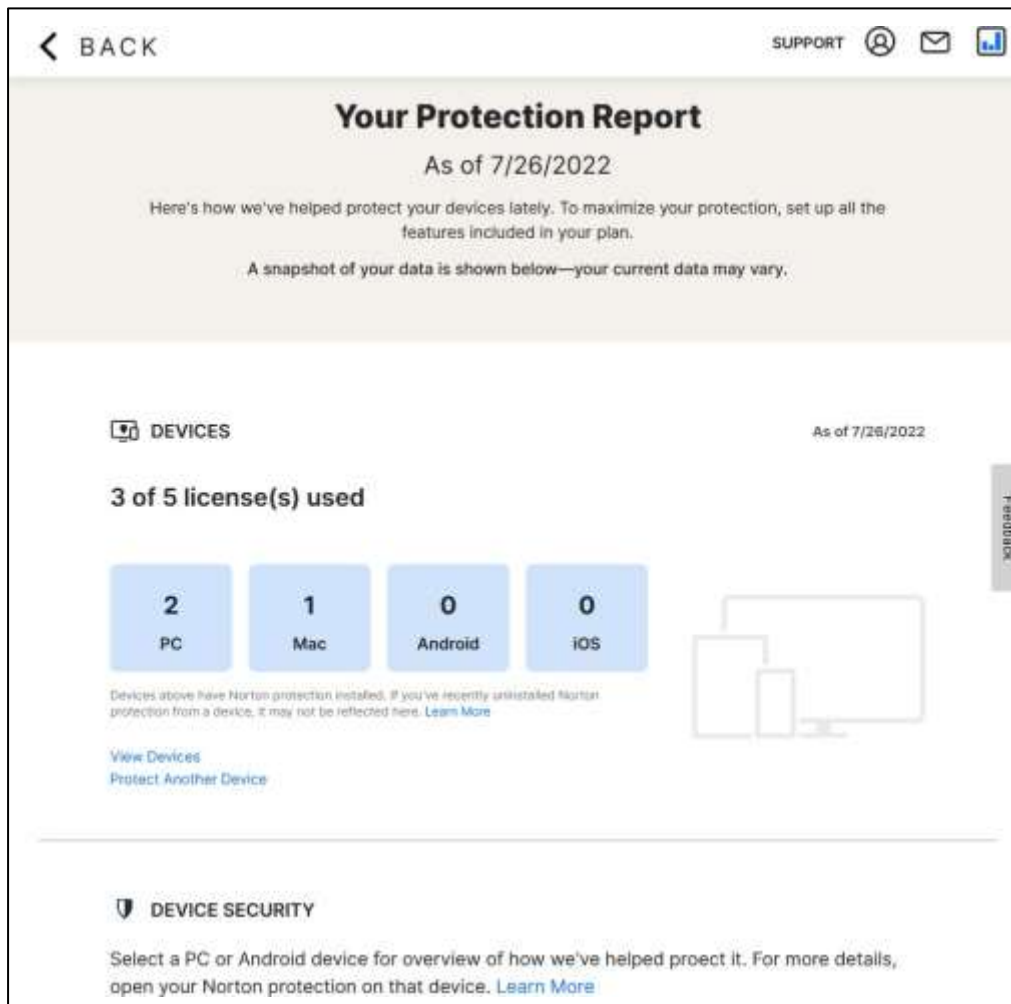 BACK
SUPPORT
Your Protection Report
As of 7/26/2022
Here's how we've helped protect your devices lately. To maximize your protection, set up all the
features included in your plan.
A snapshot of your data is shown below—your current data may vary.
DEVICES
As of 7/26/2022
3 of 5 license(s) used
2
PC
1
Mac
0
Android
0
iOS
Devices above have Norton protection installed. If you've recently uninstalled Norton
protection from a device, it may not be reflected here. Learn More
View Devices
Protect Another Device
Feedback
DEVICE SECURITY
Select a PC or Android device for overview of how we've helped proect it. For more details,
open your Norton protection on that device. Learn More